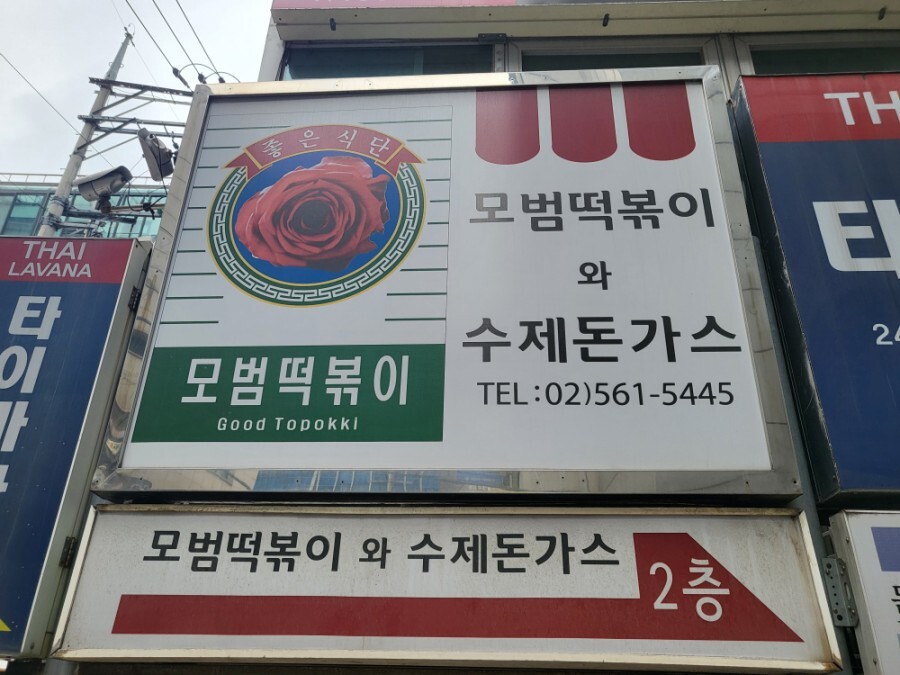 좋은식단
모범떡볶이
Good Topokki
모범떡볶이
와
수제돈가스
TEL:02)561-5445
모범떡볶이 와 수제돈가스
2층
THAI
LAVANA
타
이
TH
타
24